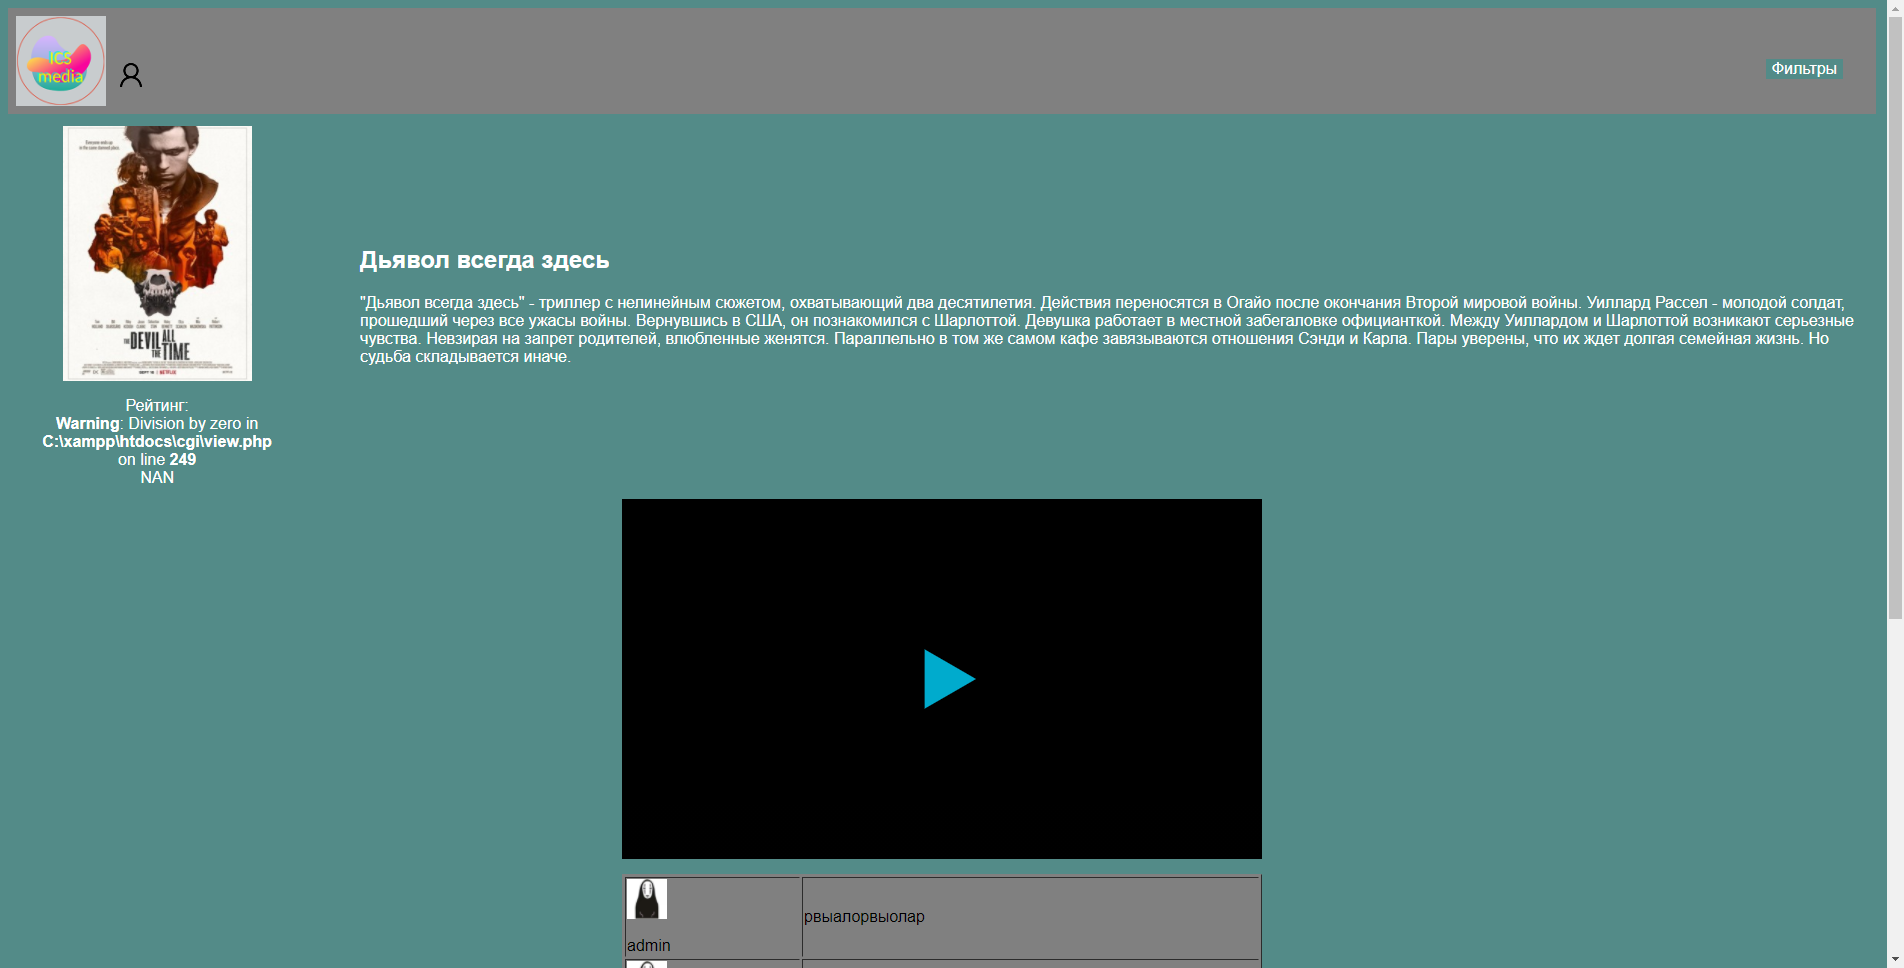 ICS
media
Фильтры
Everyone ends up
in the same damned place.
THE DEVIL ALL
THE TIME
SEPT 16 | NETFLIX
Дьявол всегда здесь
"Дьявол всегда здесь" - триллер с нелинейным сюжетом, охватывающий два десятилетия. Действия переносятся в Огайо после окончания Второй мировой войны. Уиллард Рассел - молодой солдат,
прошедший через все ужасы войны. Вернувшись в США, он познакомился с Шарлоттой. Девушка работает в местной забегаловке официанткой. Между Уиллардом и Шарлоттой возникают серьезные
чувства. Невзирая на запрет родителей, влюбленные женятся. Параллельно в том же самом кафе завязываются отношения Сэнди и Карла. Пары уверены, что их ждет долгая семейная жизнь. Но
судьба складывается иначе.
Рейтинг:
Warning: Division by zero in
C:\xampp\htdocs\cgi\view.php
on line 249
NAN
рвыалорвыолар
admin